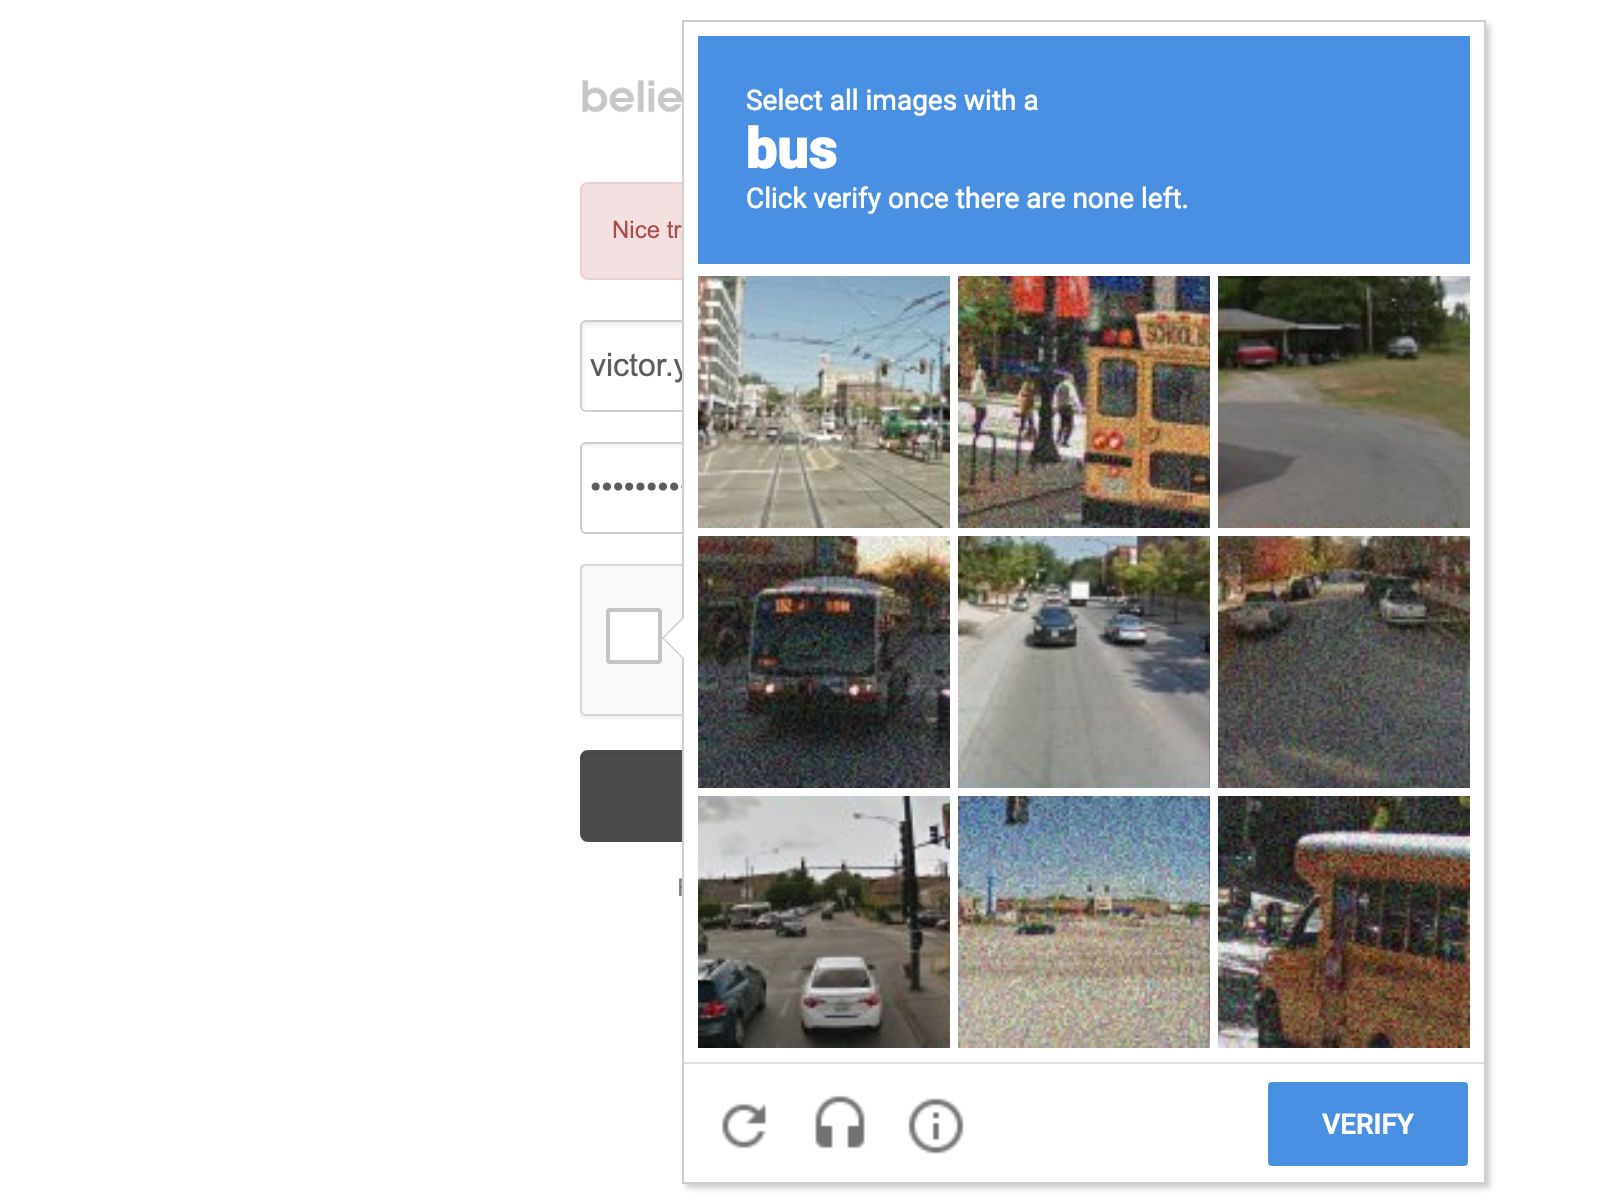 belie
Nice tr
victor.y
Select all images with a
bus
Click verify once there are none left.
SCHOOL B
VERIFY